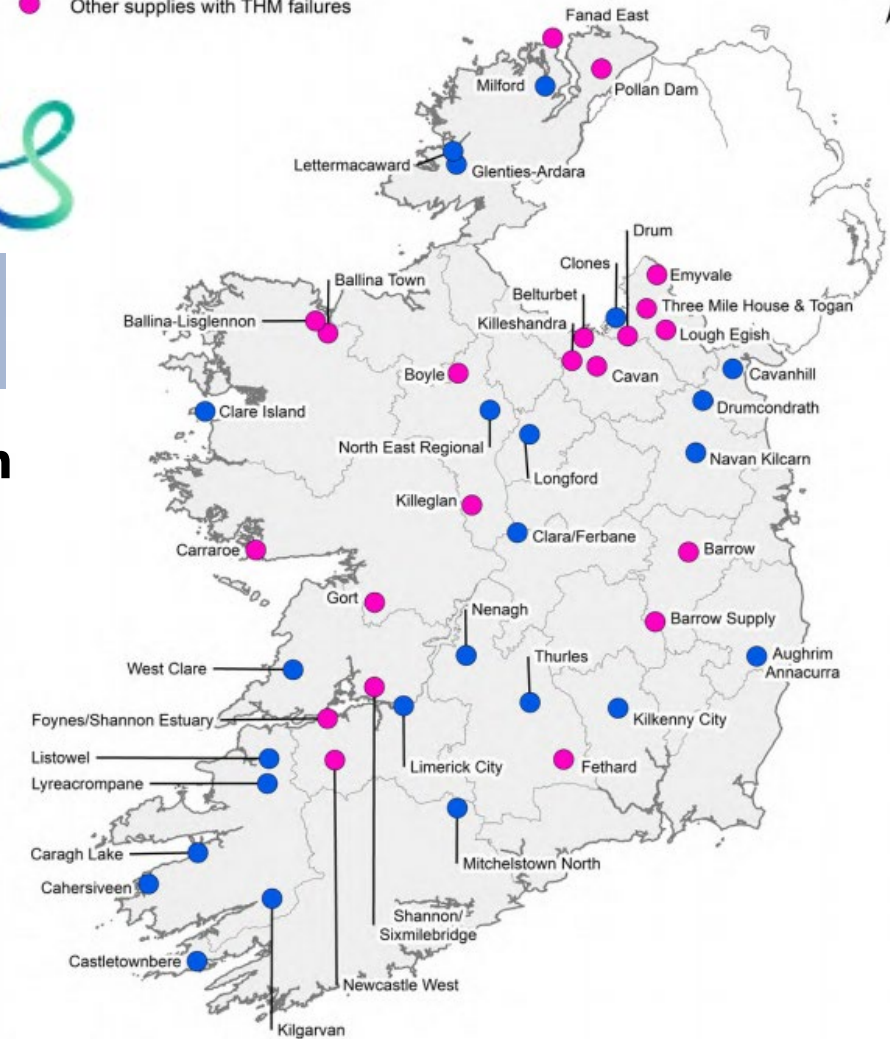 Other supplies with THM failures
Fanad East
Milford
Pollan Dam
Lettermacaward
Glenties-Ardara
Drum
Clones
Emyvale
Ballina Town
Belturbet
Three Mile House & Togan
Ballina-Lisglennon
Killeshandra
Lough Egish
Boyle
Cavan
Cavanhill
Clare Island
Drumcondrath
North East Regional
Navan Kilcarn
n
Longford
Killeglan
Clara/Ferbane
Carraroe
Barrow
Gort
Nenagh
Barrow Supply
West Clare
Thurles
Aughrim
Annacurra
Foynes/Shannon Estuary
Kilkenny City
Listowel
Limerick City
Fethard
Lyreacrompane
Caragh Lake
Mitchelstown North
Cahersiveen
Shannon/
Sixmilebridge
Castletownbere
Newcastle West
Kilgarvan